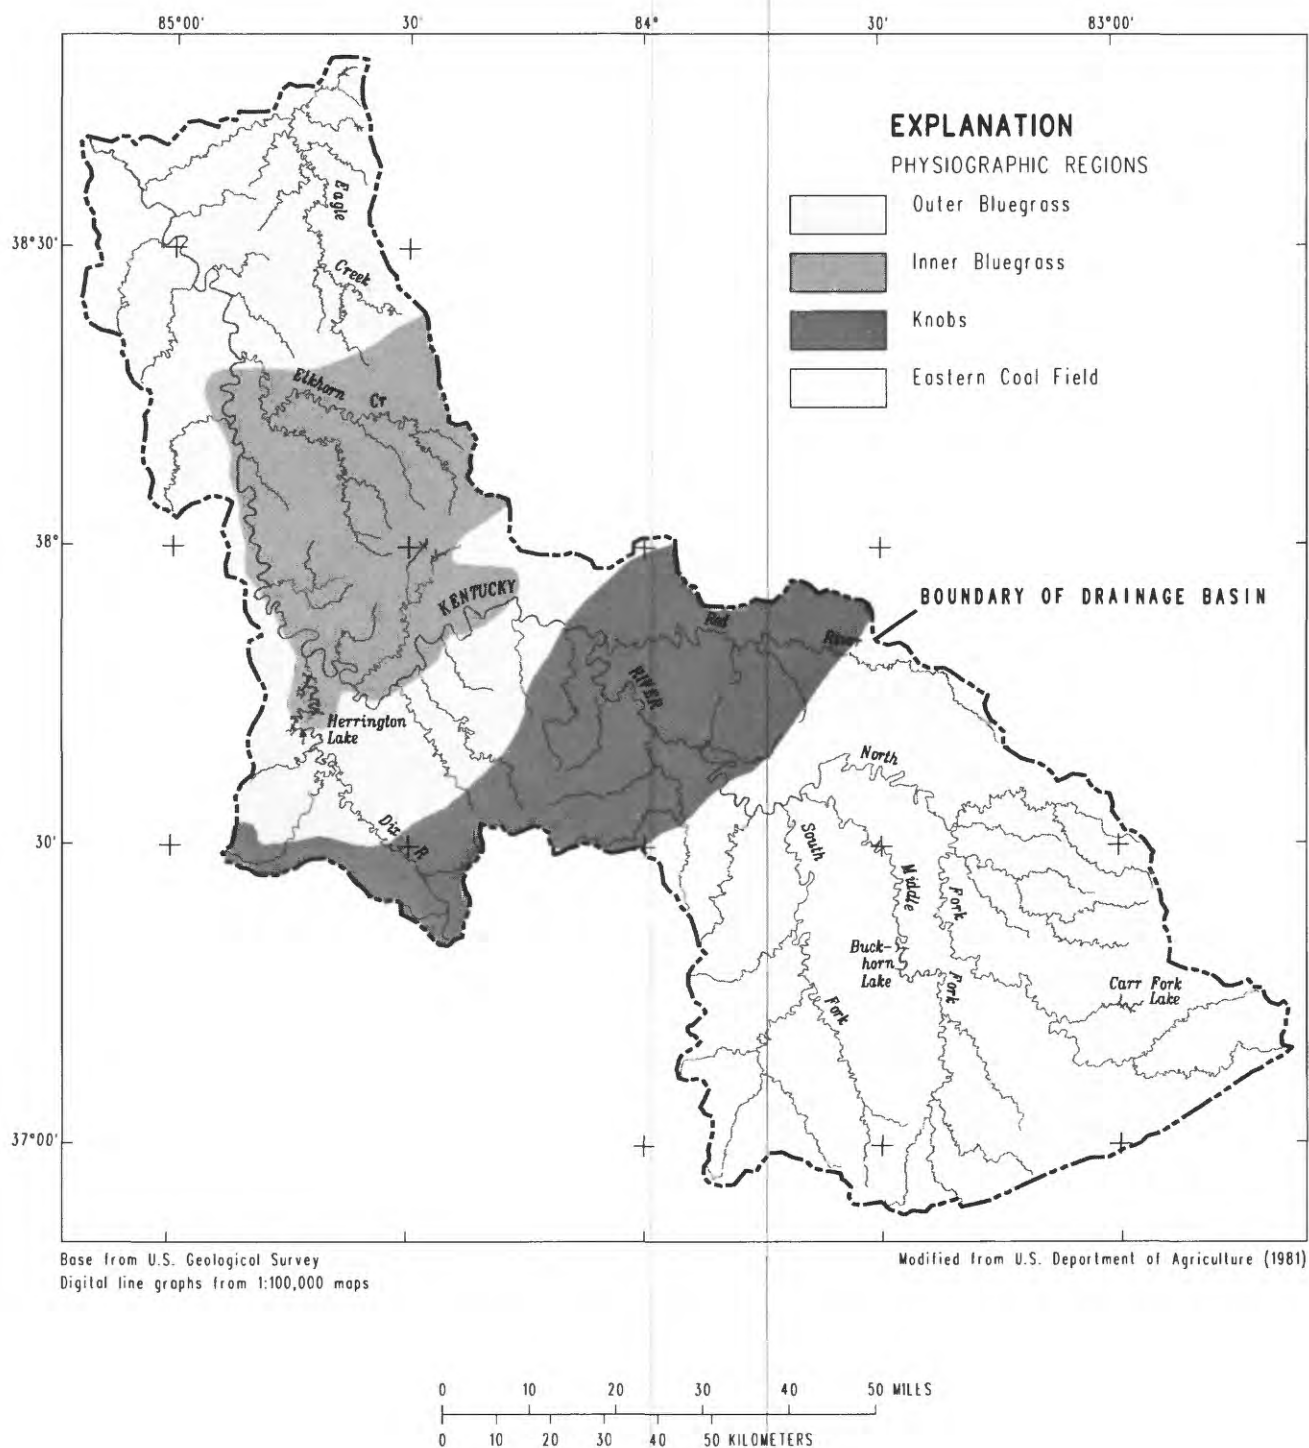 85°00' 30' 84° 30' 83°00'
EXPLANATION
PHYSIOGRAPHIC REGIONS
Outer Bluegrass
Inner Bluegrass
Knobs
Eastern Coal Field
38°30'
Eagle
Creek
Elkhorn Cr
38°
KENTUCKY
BOUNDARY OF DRAINAGE BASIN
Red
River
RIVER
Herrington
Lake
North
Dix
R
30'
South
Middle
Fork
Buck-
horn
Lake
Fork
Fork
Carr Fork
Lake
37°00'
Base from U.S. Geological Survey
Digital line graphs from 1:100,000 maps
Modified from U.S. Department of Agriculture (1981)
0 10 20 30 40 50 MILES
0 10 20 30 40 50 KILOMETERS